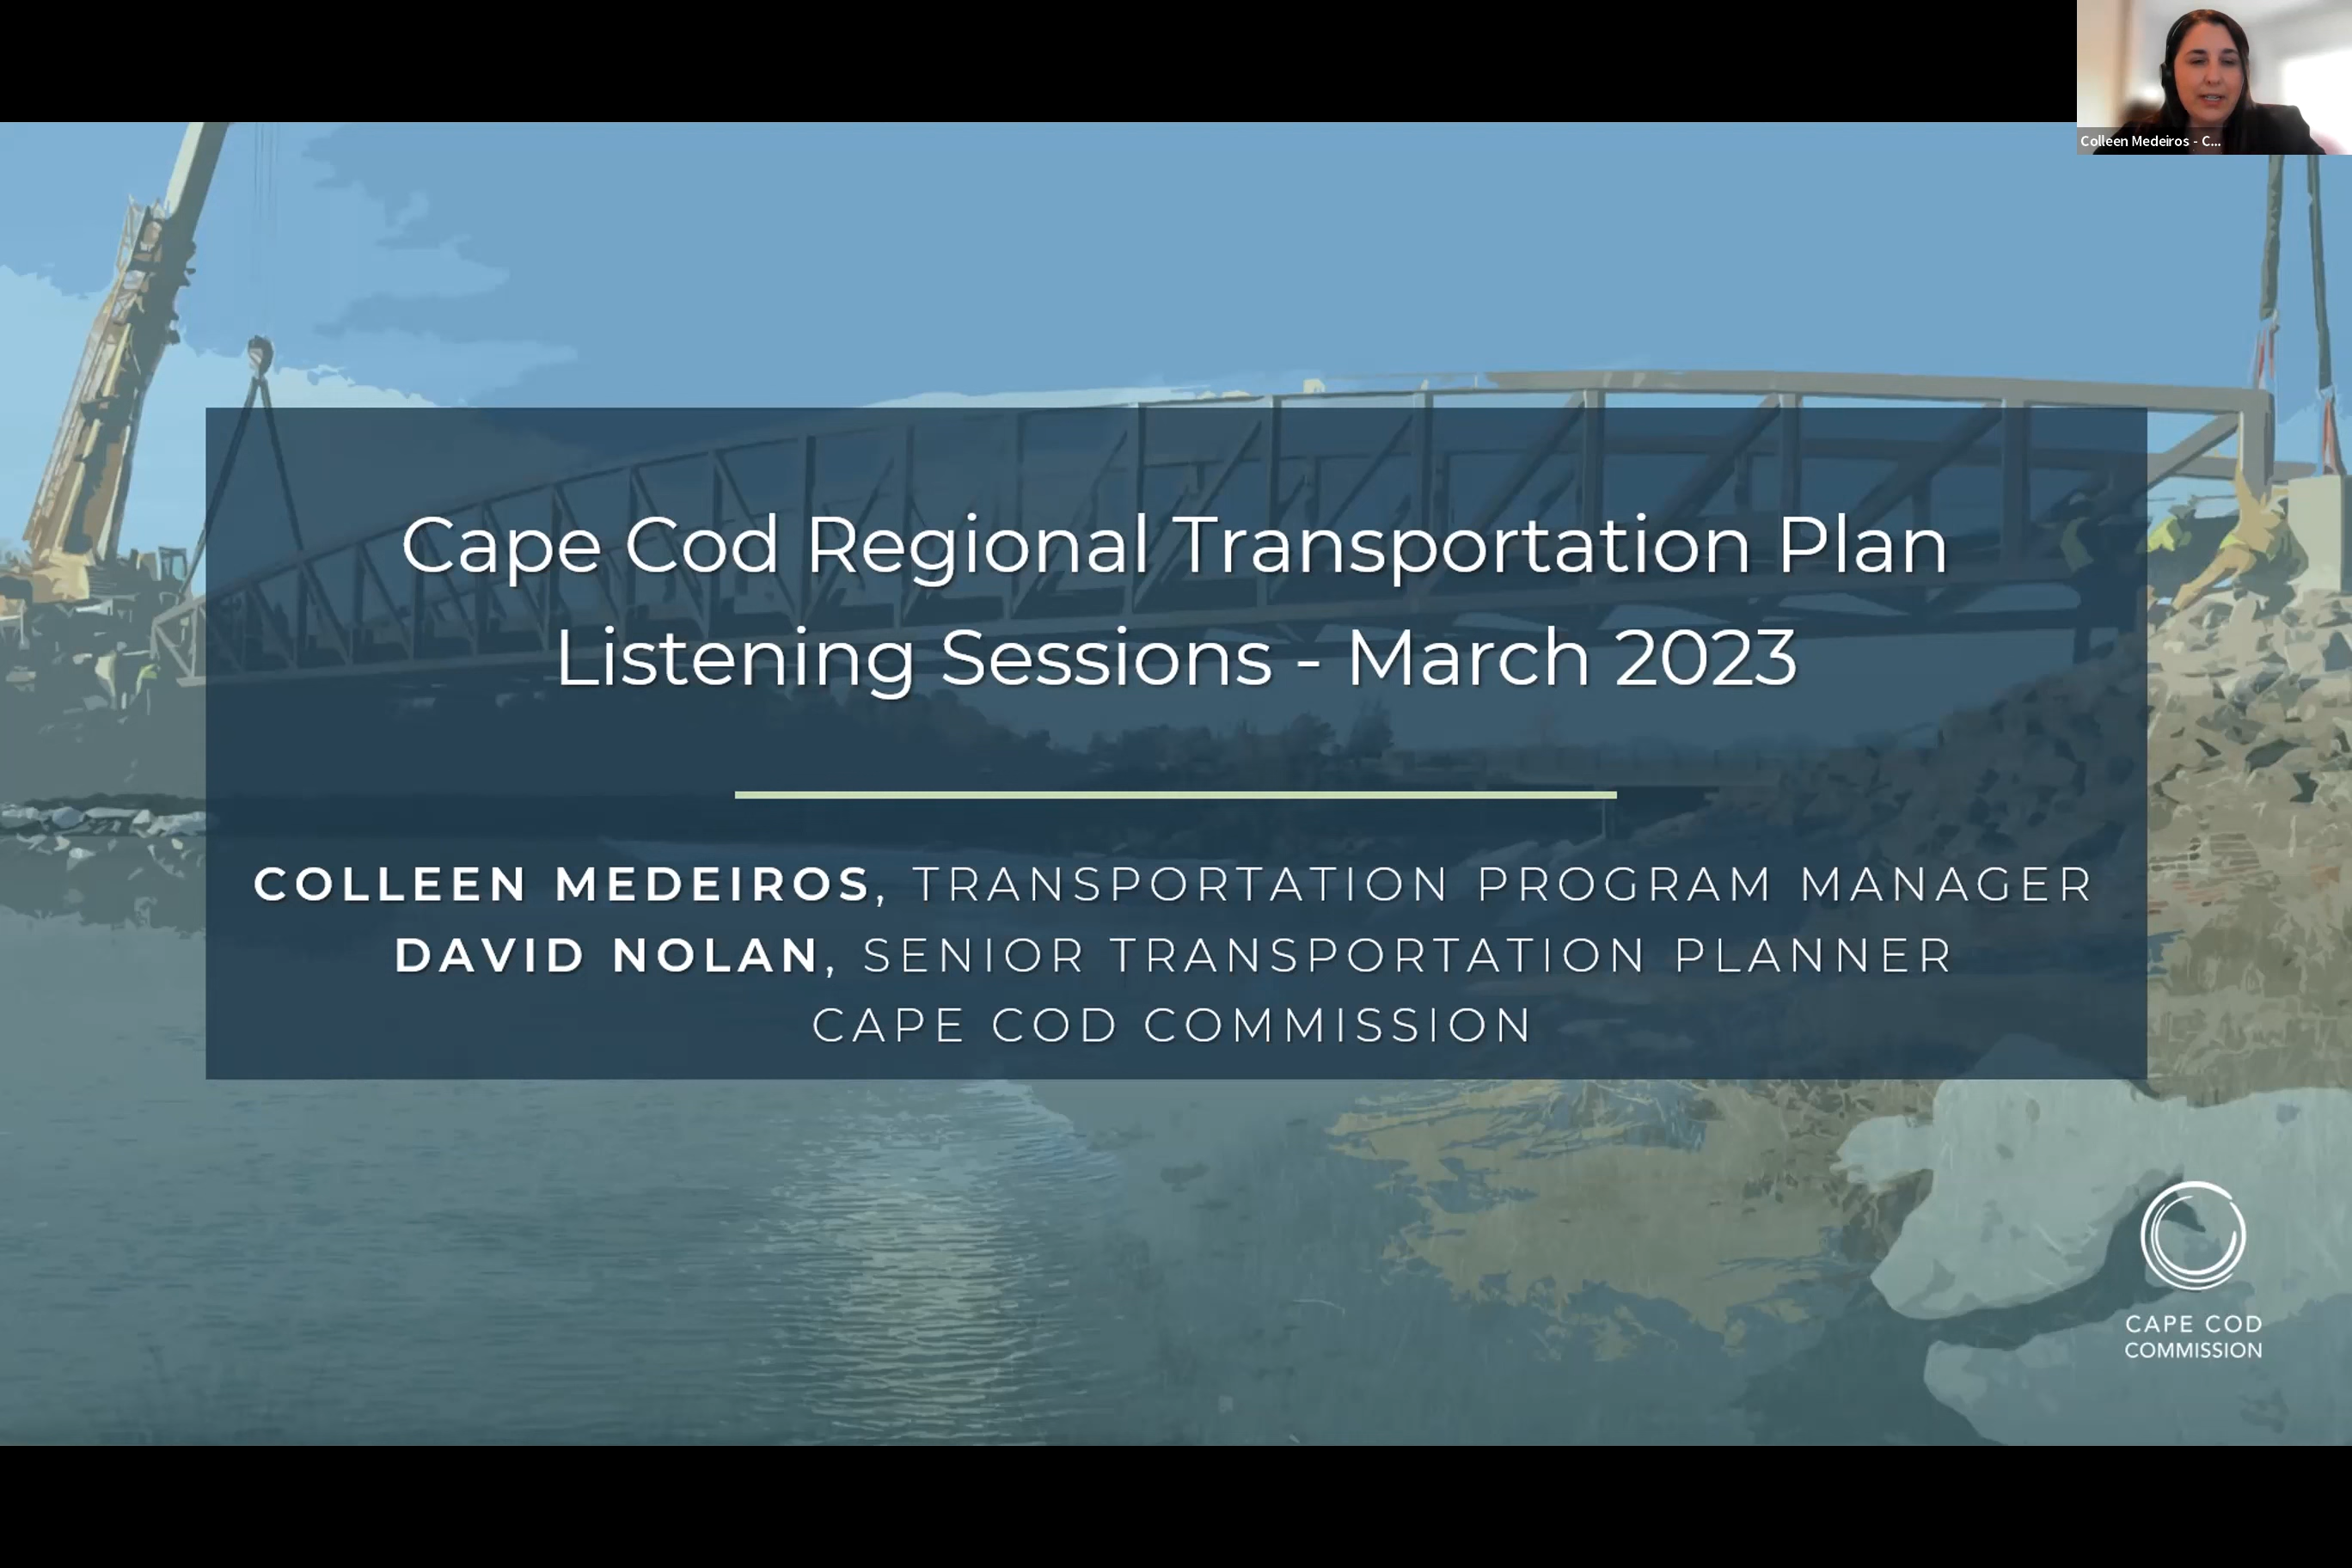 Colleen Medeiros - C...
Cape Cod Regional Transportation Plan
Listening Sessions - March 2023
COLLEEN MEDEIROS, TRANSPORTATION PROGRAM MANAGER
DAVID NOLAN, SENIOR TRANSPORTATION PLANNER
CAPE COD COMMISSION
CAPE COD
COMMISSION